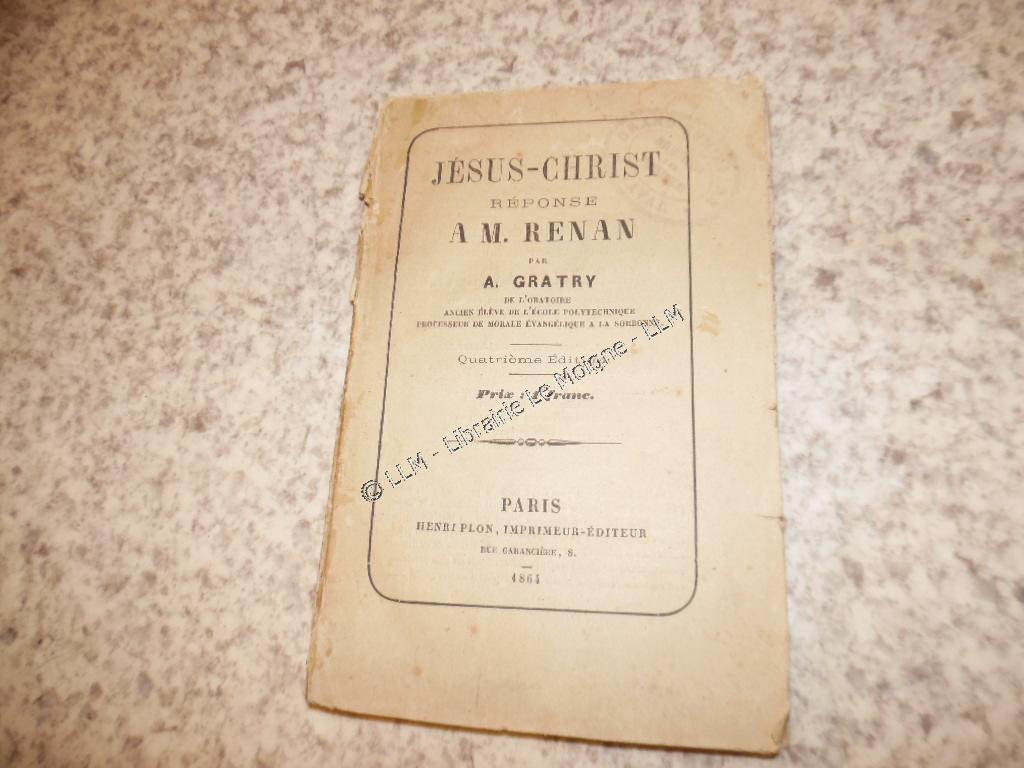 JÉSUS-CHRIST
RÉPONSE
A M. RENAN
PAR
A. GRATRY
DE L'ORATOIRE
ANCIEN ÉLÈVE DE L'ÉCOLE POLYTECHNIQUE
PROFESSEUR DE MORALE ÉVANGÉLIQUE A LA SORBONNE
Quatrième Édition
Prix : 1 Franc.
© LLM - Librairie Le Moigne - LLM
PARIS
HENRI PLON, IMPRIMEUR-ÉDITEUR
RUE GARANCIÈRE, 8.
1864